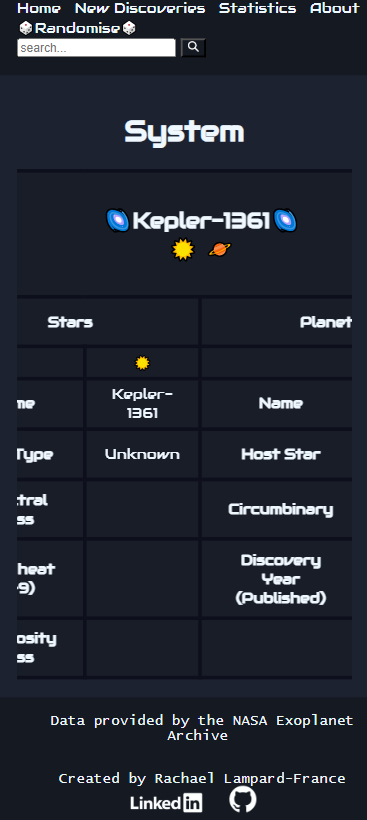 Home New Discoveries Statistics About
Randomise
search...
System
Kepler-1361
Stars Planet
me Kepler- Name
1361
Type Unknown Host Star
tral Circumbinary
ss
heat Discovery
-9) Year
(Published)
osity
ss
Data provided by the NASA Exoplanet
Archive
Created by Rachael Lampard-France
LinkedIn